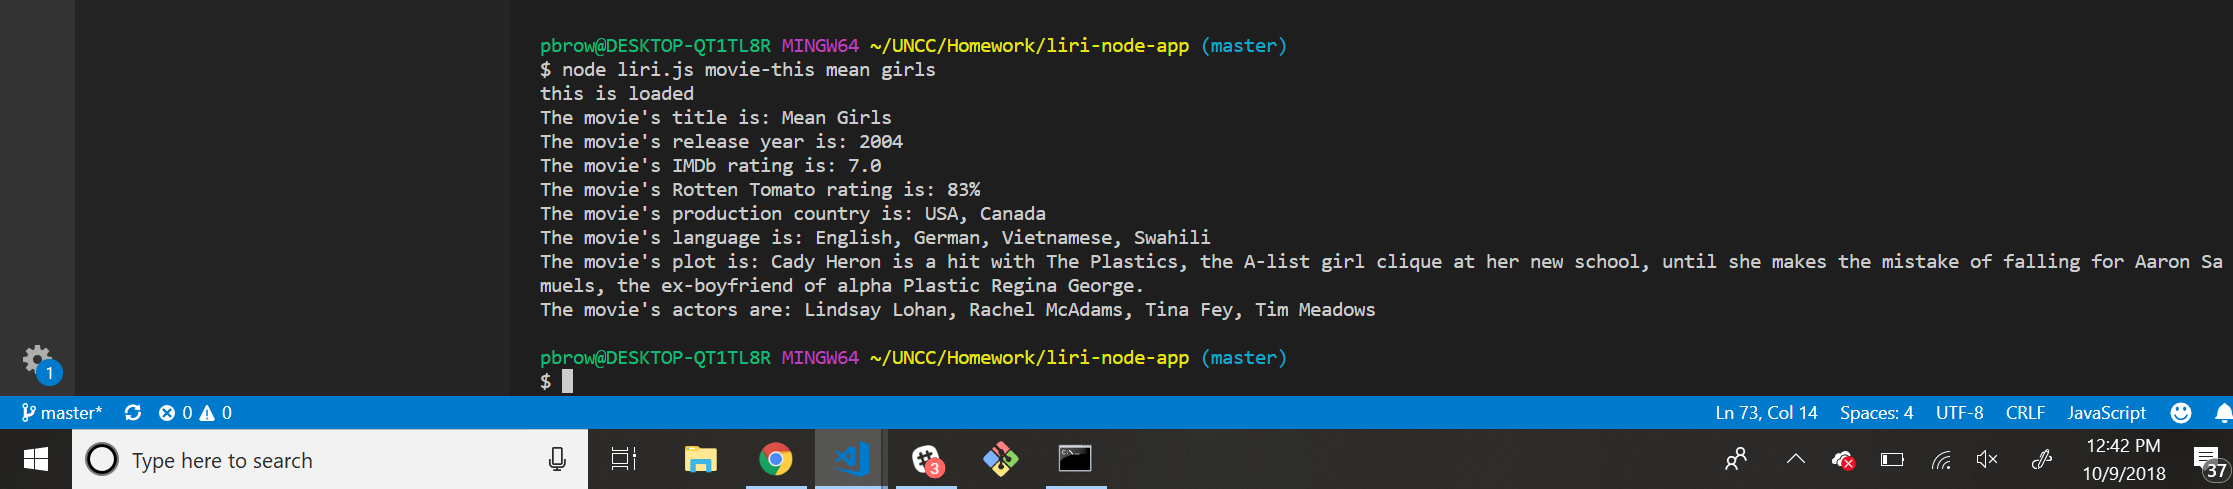 pbrow@DESKTOP-QT1TL8R MINGW64 ~/UNCC/Homework/liri-node-app (master)
$ node liri.js movie-this mean girls
this is loaded
The movie's title is: Mean Girls
The movie's release year is: 2004
The movie's IMDb rating is: 7.0
The movie's Rotten Tomato rating is: 83%
The movie's production country is: USA, Canada
The movie's language is: English, German, Vietnamese, Swahili
The movie's plot is: Cady Heron is a hit with The Plastics, the A-list girl clique at her new school, until she makes the mistake of falling for Aaron Sa
muels, the ex-boyfriend of alpha Plastic Regina George.
The movie's actors are: Lindsay Lohan, Rachel McAdams, Tina Fey, Tim Meadows
pbrow@DESKTOP-QT1TL8R MINGW64 ~/UNCC/Homework/liri-node-app (master)
$
1
master* 0 0 Ln 73, Col 14 Spaces: 4 UTF-8 CRLF JavaScript
Type here to search 3 12:42 PM
10/9/2018 37